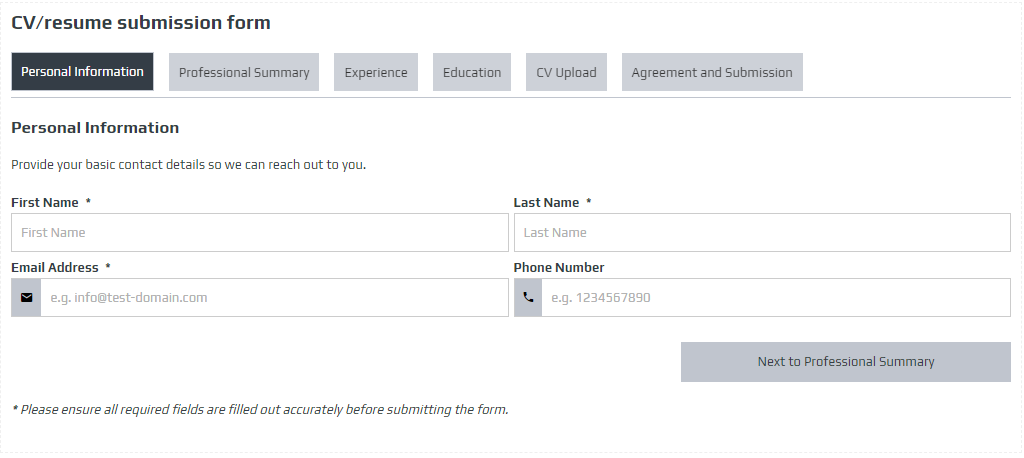 CV/resume submission form
Personal Information Professional Summary Experience Education CV Upload Agreement and Submission
Personal Information
Provide your basic contact details so we can reach out to you.
First Name * Last Name *
First Name Last Name
Email Address * Phone Number
e.g. info@test-domain.com e.g. 1234567890
Next to Professional Summary
* Please ensure all required fields are filled out accurately before submitting the form.